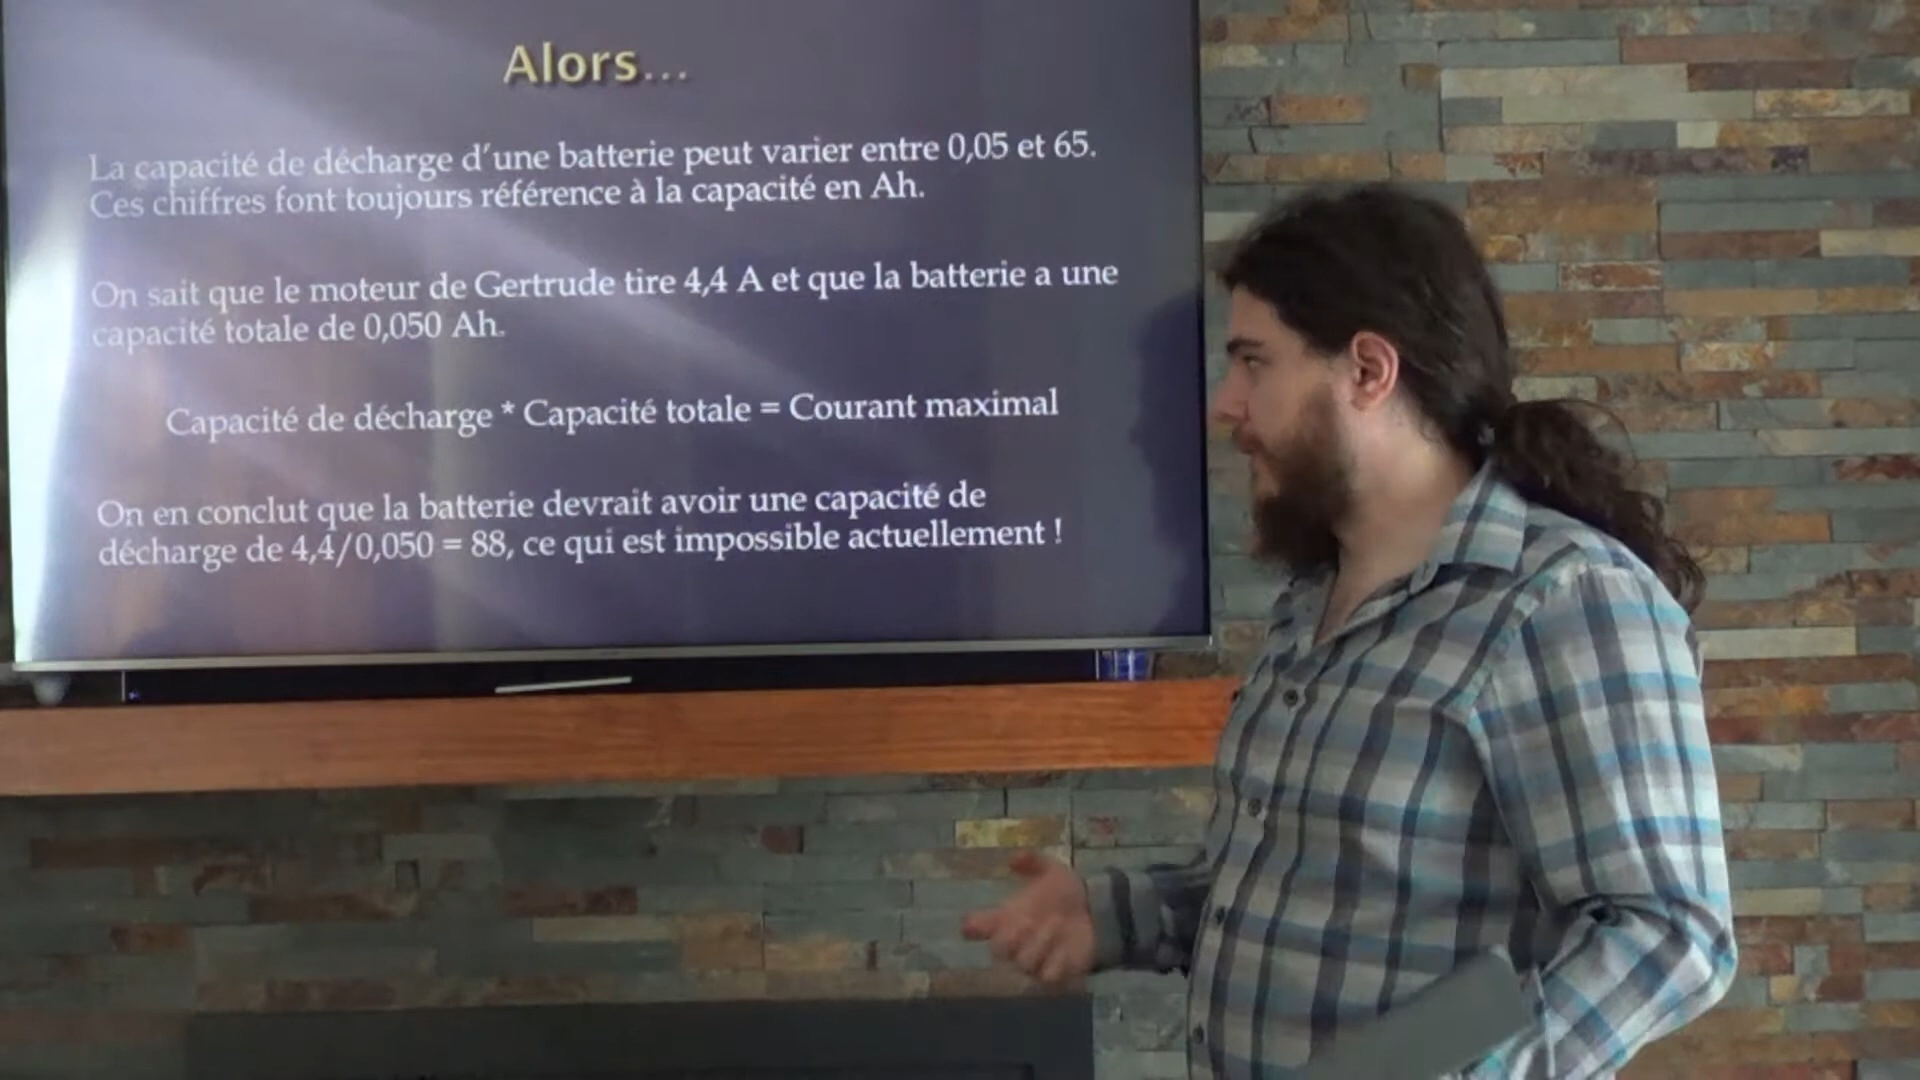 Alors...
La capacité de décharge d'une batterie peut varier entre 0,05 et 65.
Ces chiffres font toujours référence à la capacité en Ah.
On sait que le moteur de Gertrude tire 4,4 A et que la batterie a une
capacité totale de 0,050 Ah.
Capacité de décharge * Capacité totale = Courant maximal
On en conclut que la batterie devrait avoir une capacité de
décharge de 4,4/0,050 = 88, ce qui est impossible actuellement !